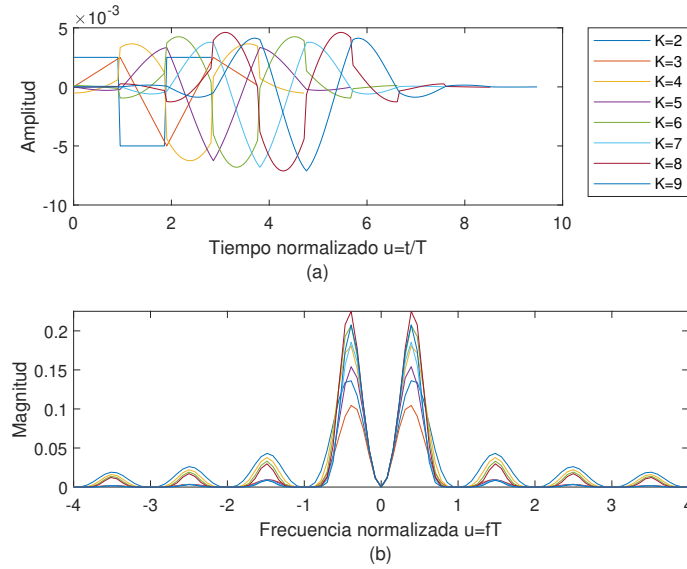 ×10-3
5
0
-5
-10
Amplitud
0 2 4 6 8 10
Tiempo normalizado u=t/T
(a)
K=2
K=3
K=4
K=5
K=6
K=7
K=8
K=9
0.2
0.15
0.1
0.05
0
Magnitud
-4 -3 -2 -1 0 1 2 3 4
Frecuencia normalizada u=fT
(b)